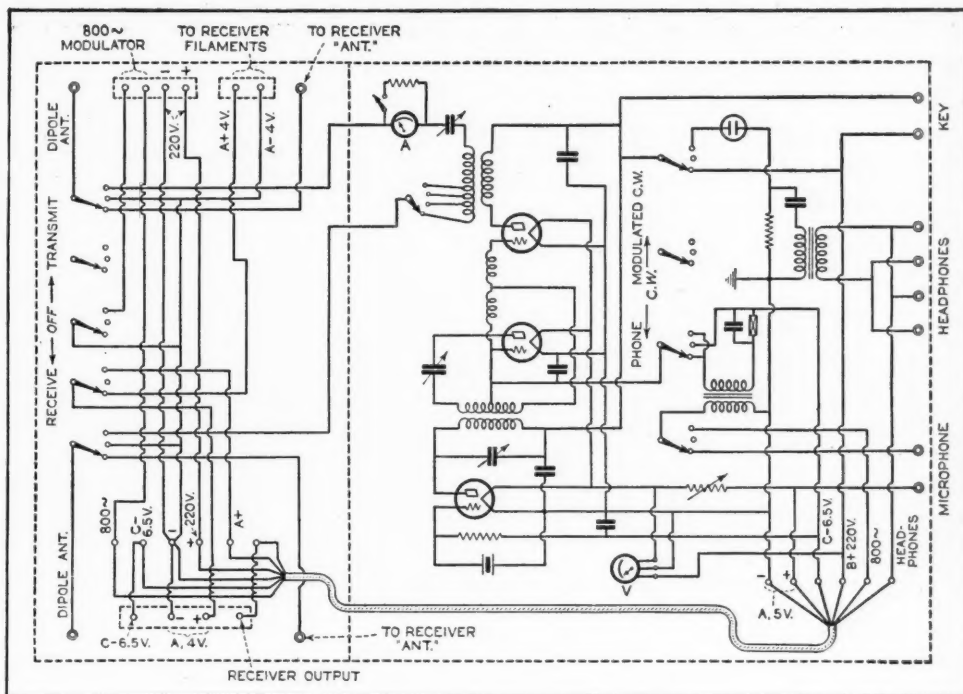 800~
MODULATOR
-
+
220V.
TO RECEIVER
FILAMENTS
A+4V.
A-4V.
TO RECEIVER
"ANT."
DIPOLE
ANT.
RECEIVE ← OFF → TRANSMIT
DIPOLE ANT.
800~
C-
6.5V.
-
+220V.
A+
C-6.5V.
-
+
A, 4V.
RECEIVER OUTPUT
TO RECEIVER
"ANT."
A
PHONE ← C.W. → MODULATED C.W.
V
KEY
HEADPHONES
MICROPHONE
-
+
A, 5V.
C-6.5V.
B+220V.
800~
HEAD-
PHONES